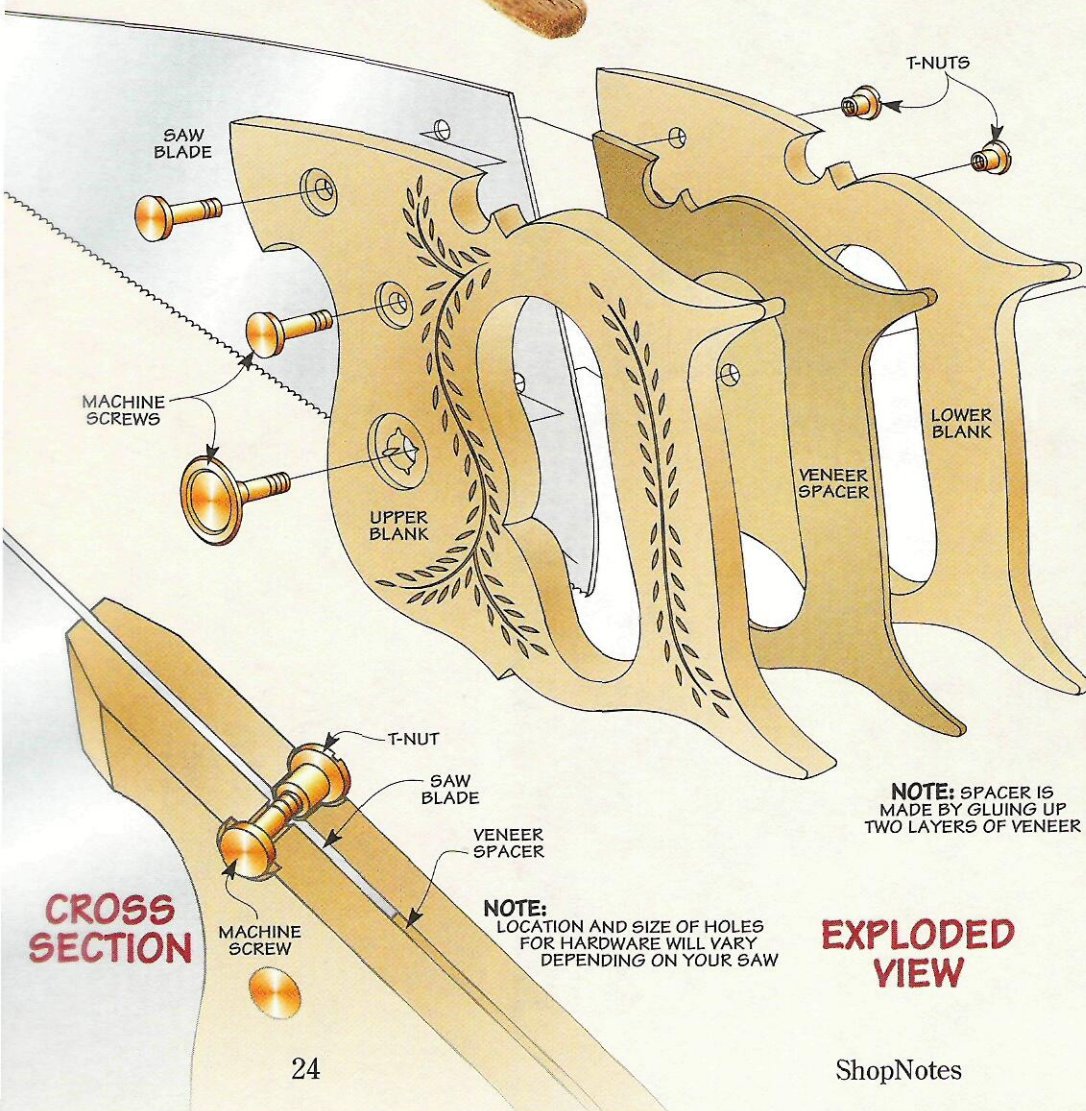 T-NUTS
SAW
BLADE
MACHINE
SCREWS
UPPER
BLANK
VENEER
SPACER
LOWER
BLANK
T-NUT
SAW
BLADE
VENEER
SPACER
MACHINE
SCREW
CROSS
SECTION
NOTE: SPACER IS
MADE BY GLUING UP
TWO LAYERS OF VENEER
NOTE:
LOCATION AND SIZE OF HOLES
FOR HARDWARE WILL VARY
DEPENDING ON YOUR SAW
EXPLODED
VIEW
24
ShopNotes